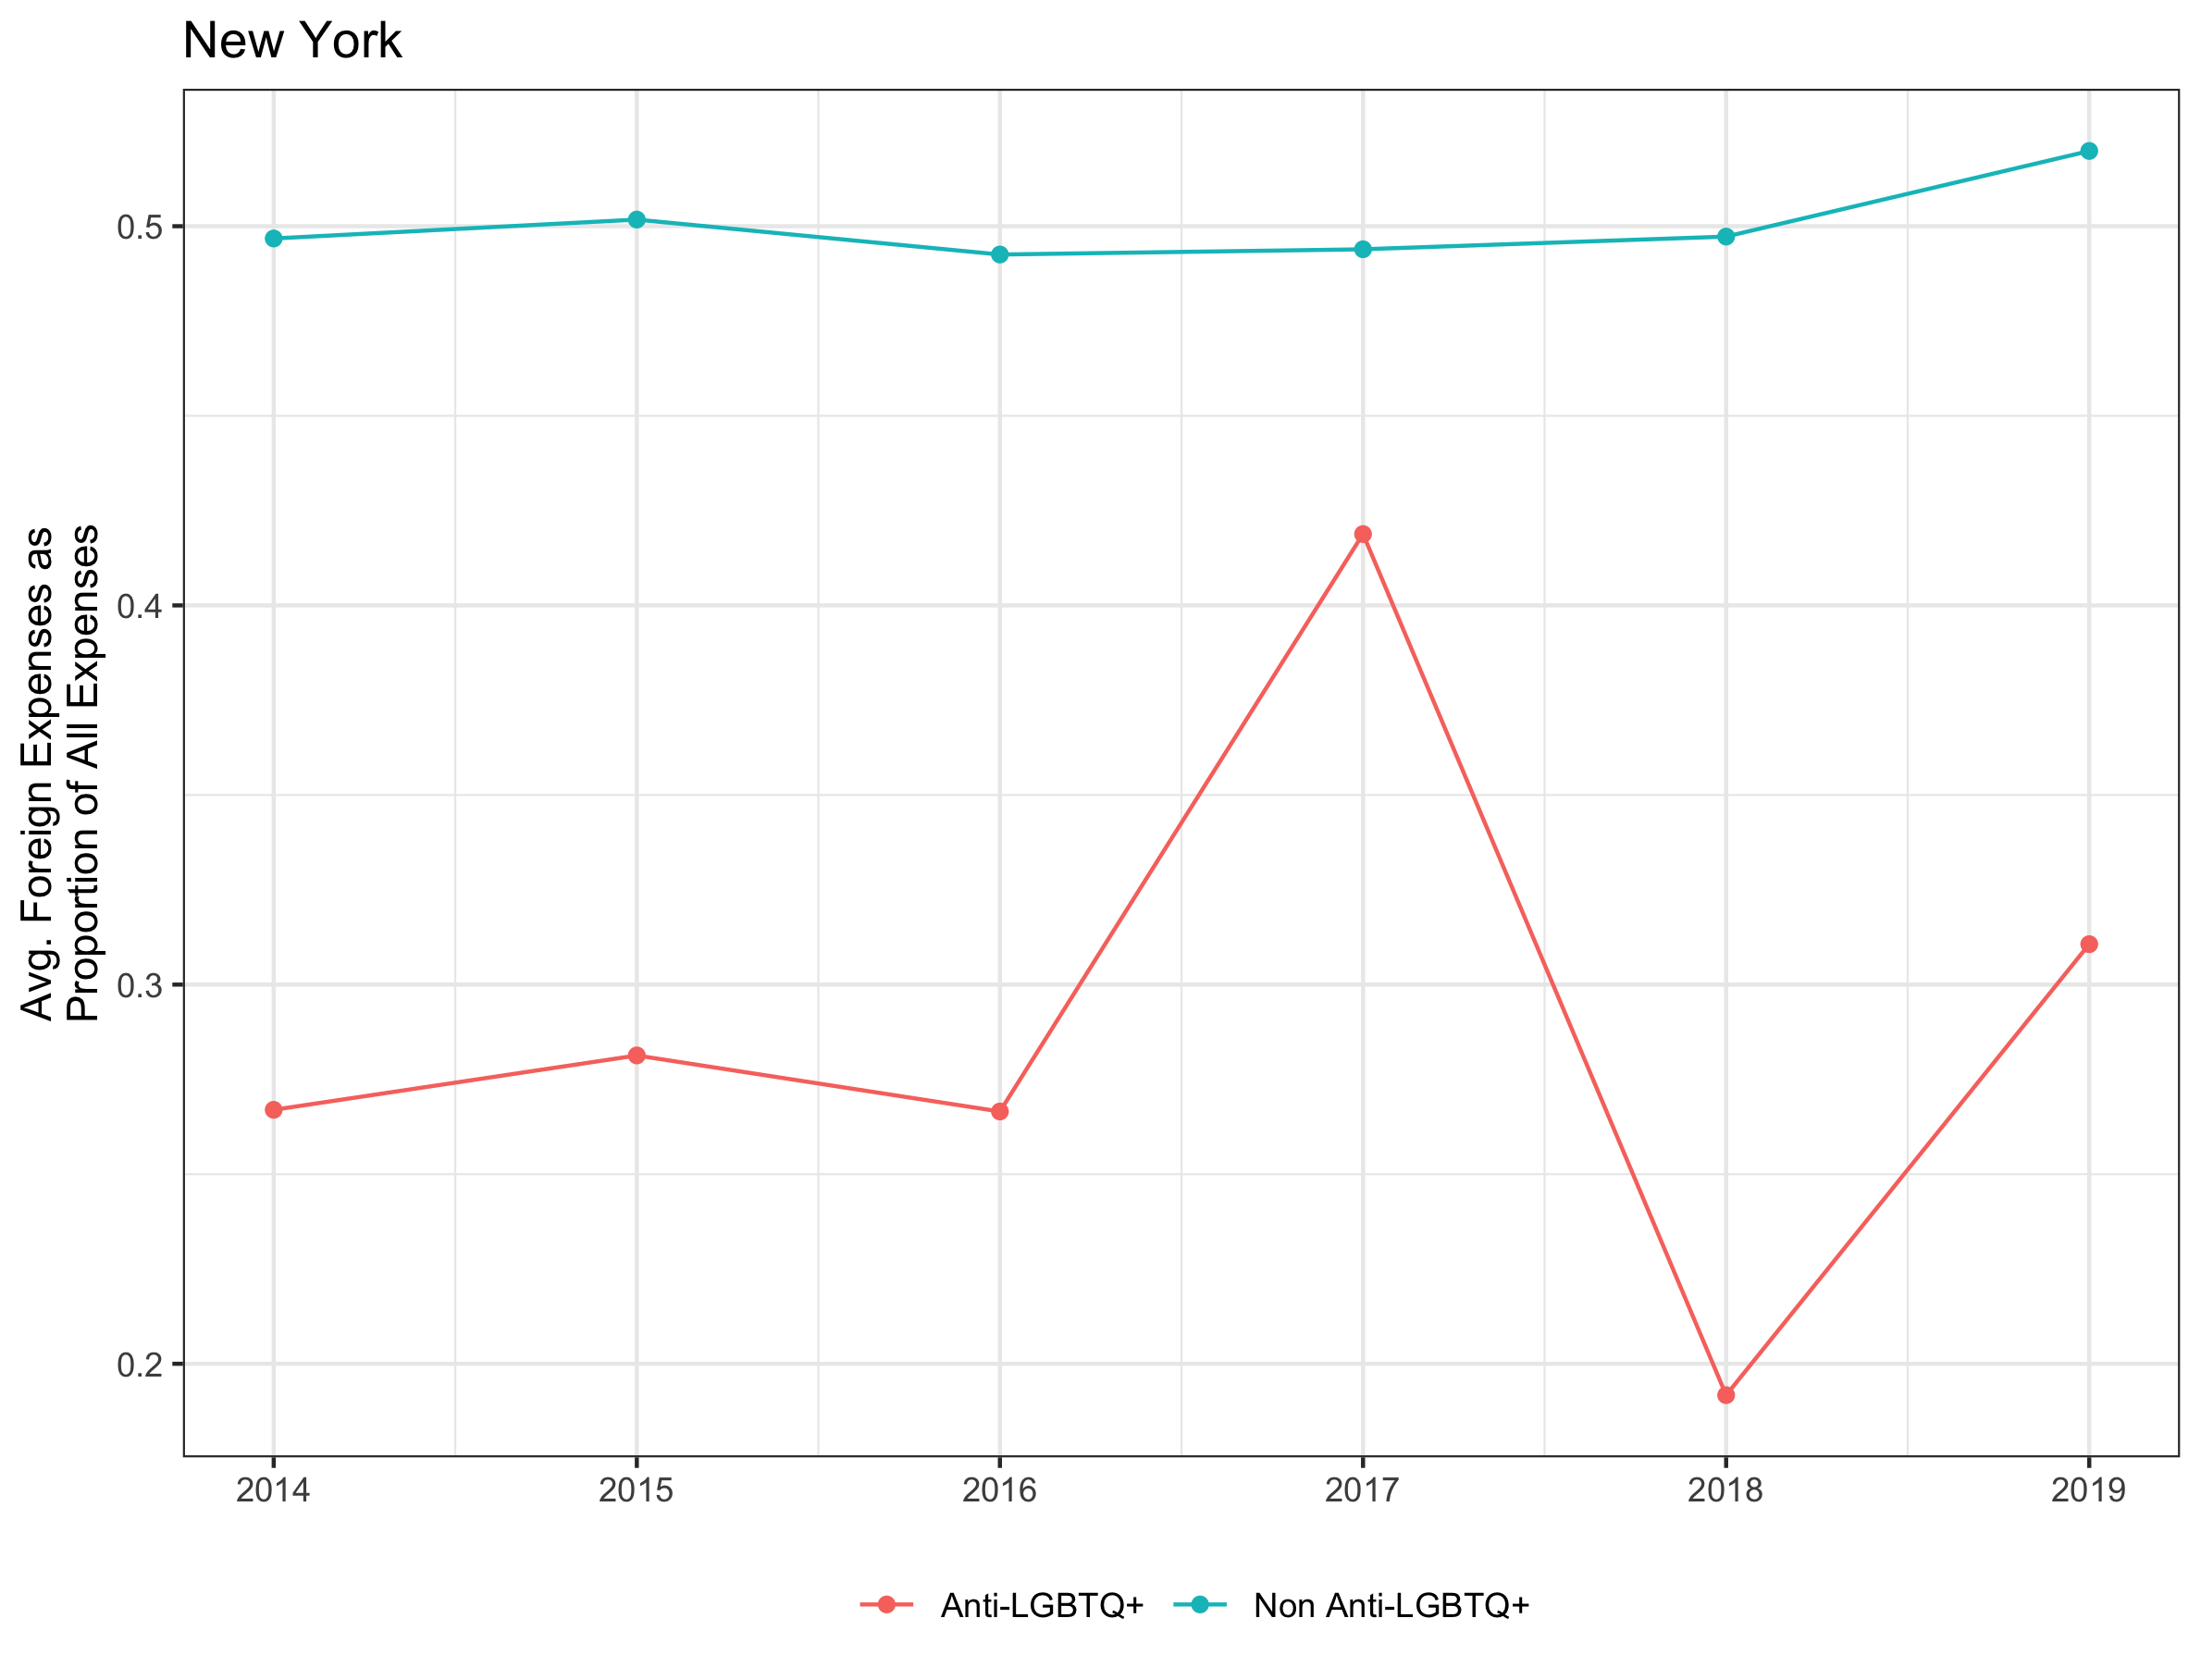 New York
Avg. Foreign Expenses as
Proportion of All Expenses
0.5
0.4
0.3
0.2
2014 2015 2016 2017 2018 2019
Anti-LGBTQ+ Non Anti-LGBTQ+